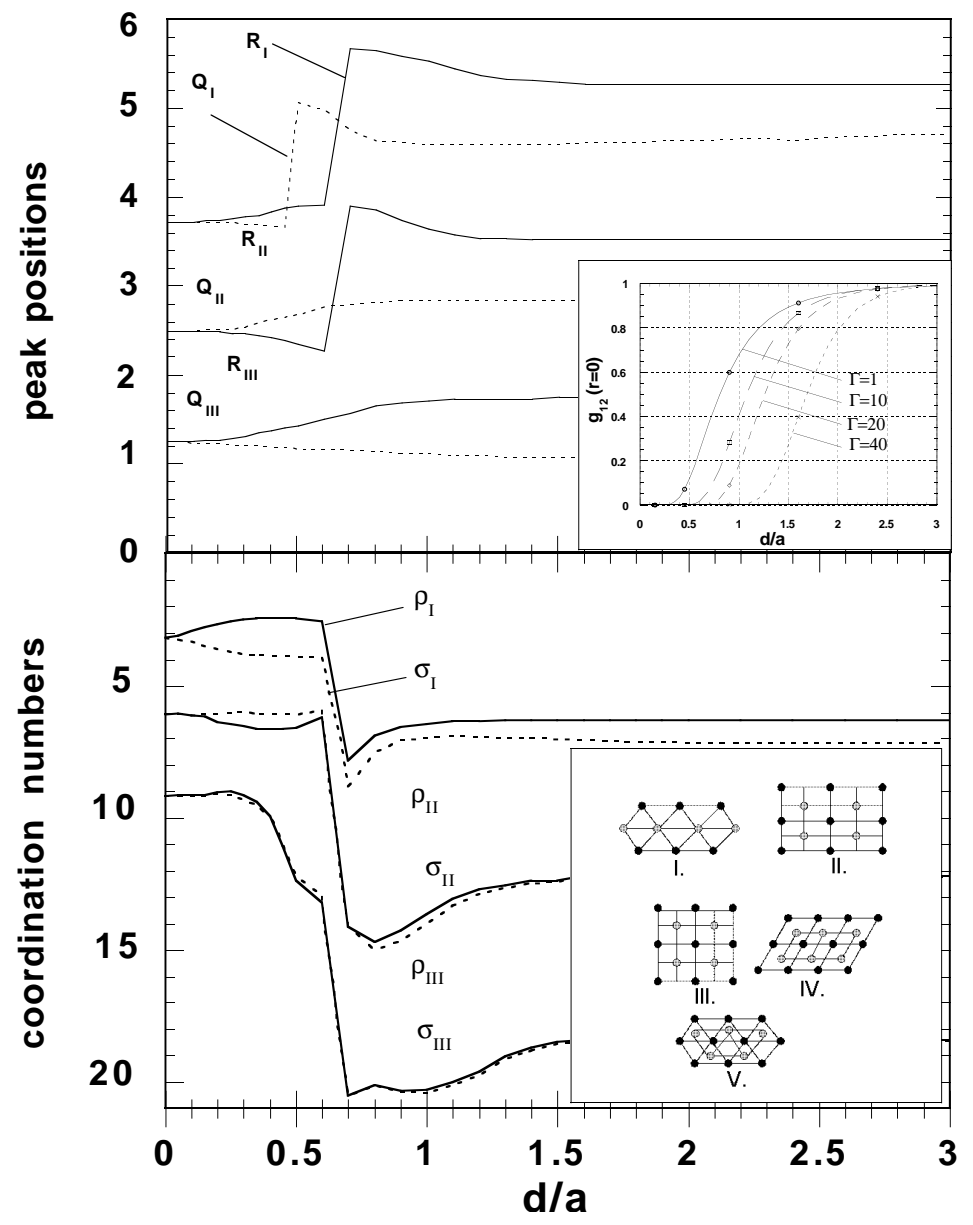 peak positions
6
5
4
3
2
1
0
R_I
Q_I
R_II
Q_II
R_III
Q_III
g_12 (r=0)
1
0.8
0.6
0.4
0.2
0
Γ=1
Γ=10
Γ=20
Γ=40
0 0.5 1 1.5 2 2.5 3
d/a
coordination numbers
5
10
15
20
ρ_I
σ_I
ρ_II
σ_II
ρ_III
σ_III
I.
II.
III.
IV.
V.
0 0.5 1 1.5 2 2.5 3
d/a